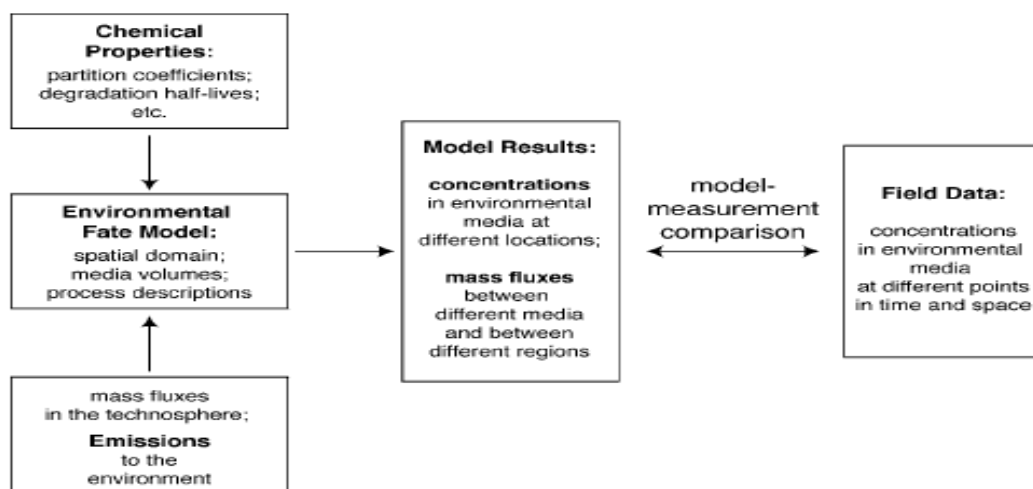 Chemical
Properties:
partition coefficients;
degradation half-lives;
etc.
Environmental
Fate Model:
spatial domain;
media volumes;
process descriptions
mass fluxes
in the technosphere;
Emissions
to the
environment
Model Results:
concentrations
in environmental
media at
different locations;
mass fluxes
between
different media
and between
different regions
model-
measurement
comparison
Field Data:
concentrations
in environmental
media
at different points
in time and space